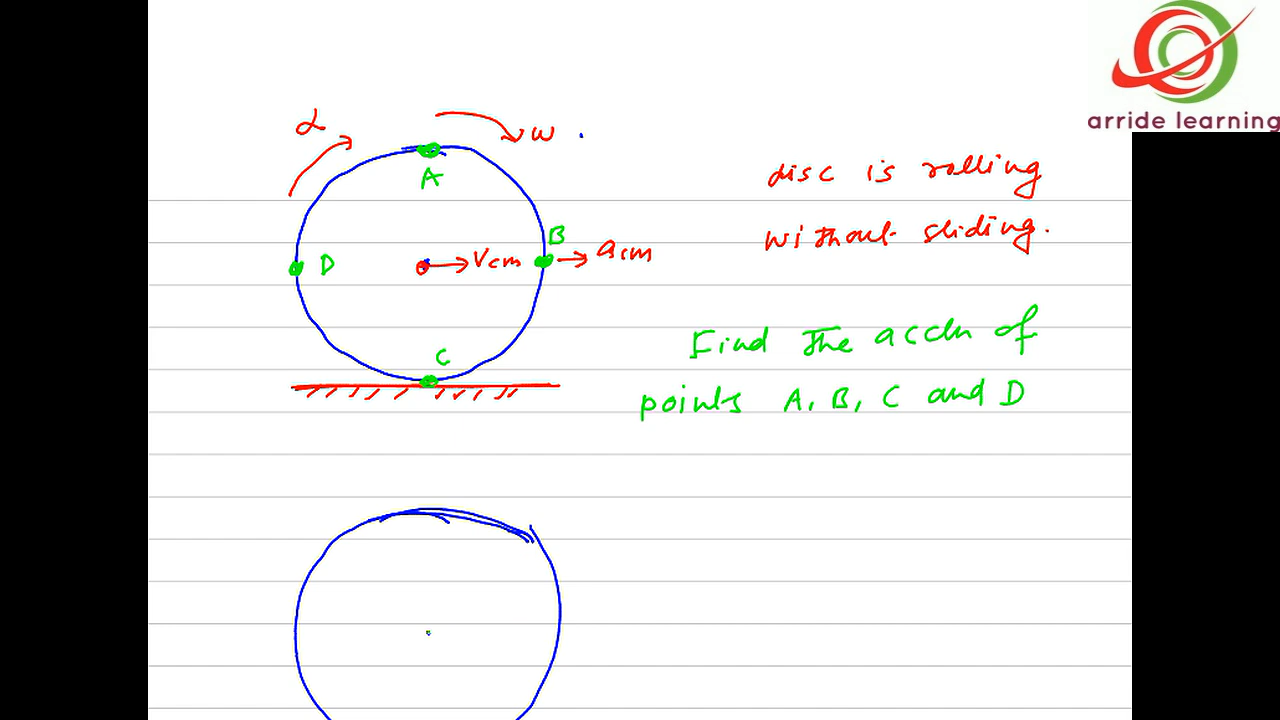 arride learning
α
ω
disc is rolling
without sliding.
A
B
D
Vcm
acm
C
Find the accln of
points A, B, C and D